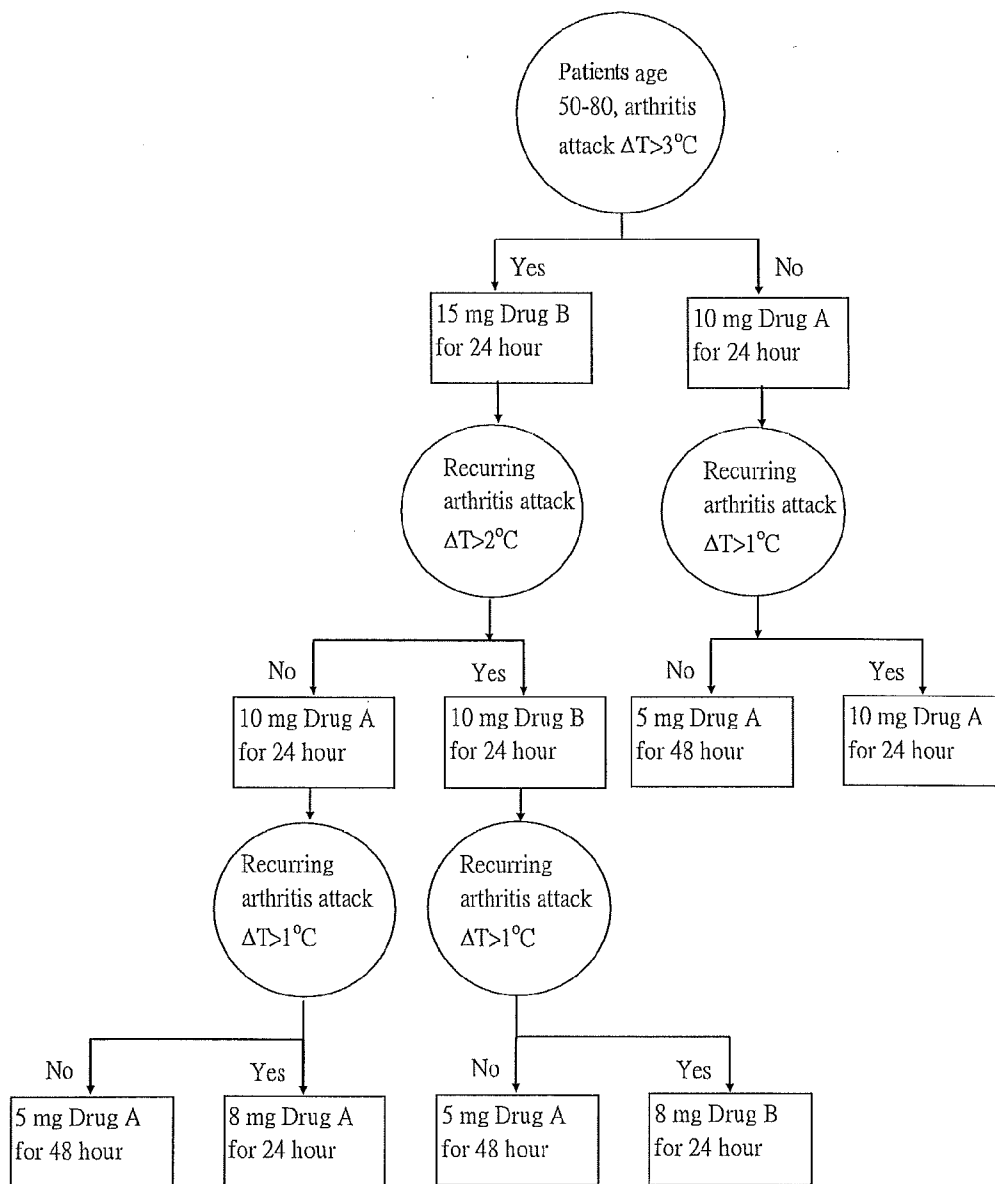 Patients age
50-80, arthritis
attack ΔT>3°C
Yes
No
15 mg Drug B
for 24 hour
10 mg Drug A
for 24 hour
Recurring
arthritis attack
ΔT>2°C
Recurring
arthritis attack
ΔT>1°C
No
Yes
No
Yes
10 mg Drug A
for 24 hour
10 mg Drug B
for 24 hour
5 mg Drug A
for 48 hour
10 mg Drug A
for 24 hour
Recurring
arthritis attack
ΔT>1°C
Recurring
arthritis attack
ΔT>1°C
No
Yes
No
Yes
5 mg Drug A
for 48 hour
8 mg Drug A
for 24 hour
5 mg Drug A
for 48 hour
8 mg Drug B
for 24 hour